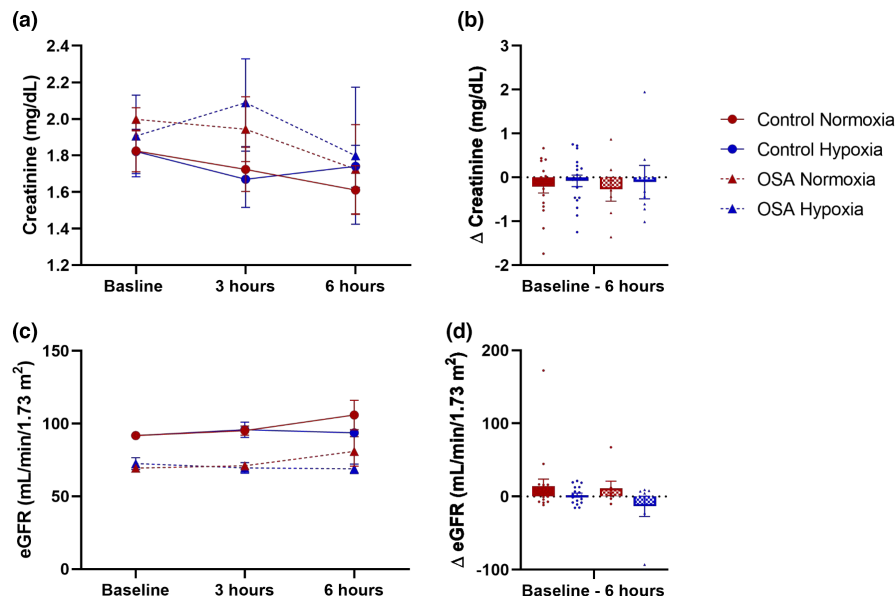 (a)
Creatinine (mg/dL)
2.4
2.2
2.0
1.8
1.6
1.4
1.2
Basline
3 hours
6 hours
(b)
Δ Creatinine (mg/dL)
3
2
1
0
-1
-2
Baseline - 6 hours
Control Normoxia
Control Hypoxia
OSA Normoxia
OSA Hypoxia
(c)
eGFR (mL/min/1.73 m²)
150
100
50
0
Baseline
3 hours
6 hours
(d)
Δ eGFR (mL/min/1.73 m²)
200
100
0
-100
Baseline - 6 hours